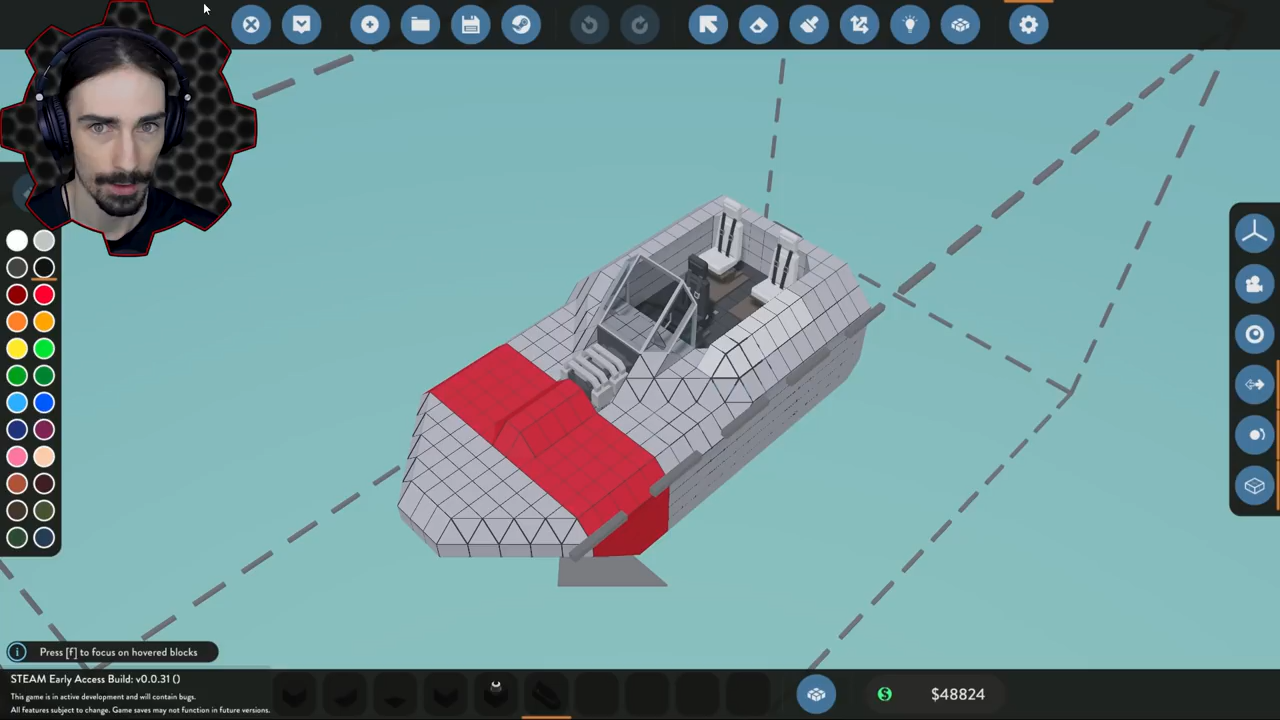 Press [f] to focus on hovered blocks
STEAM Early Access Build: v0.0.31 ()
This game is in active development and will contain bugs.
All features subject to change. Game saves may not function in future versions.
$48824